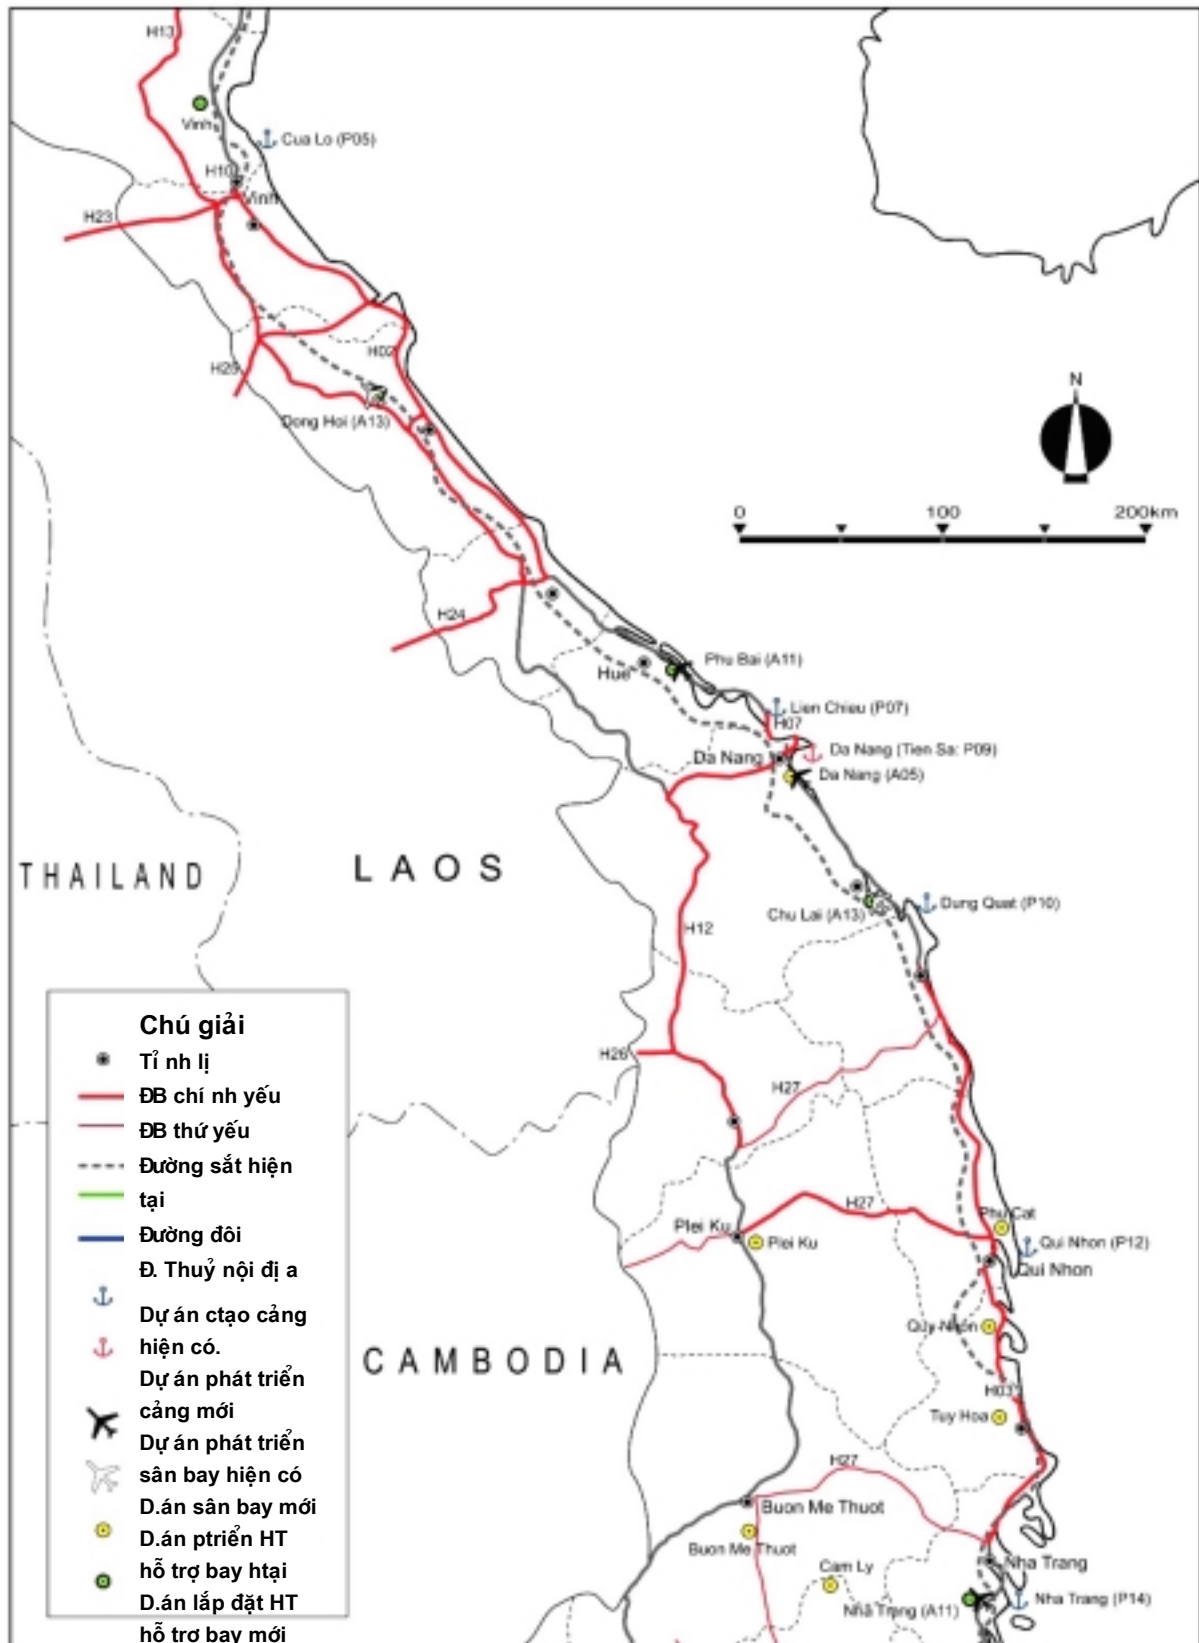 H13
Vinh
Cua Lo (P05)
H10
Vinh
H23
H02
H25
Dong Hoi (A13)
N
0 100 200km
H24
Hue
Phu Bai (A11)
Lien Chieu (P07)
H07
Da Nang
Da Nang (Tien Sa: P09)
Da Nang (A05)
THAILAND
LAOS
Chu Lai (A13)
Dung Quat (P10)
H12
H26
H27
Plei Ku
Plei Ku
H27
Phu Cat
Qui Nhon (P12)
Qui Nhon
CAMBODIA
Quy Nhon
H03
Tuy Hoa
H27
Buon Me Thuot
Buon Me Thuot
Cam Ly
Nha Trang
Nha Trang (A11)
Nha Trang (P14)
Chú giải
Tỉ nh lị
ĐB chí nh yếu
ĐB thứ yếu
Đường sắt hiện
tại
Đường đôi
Đ. Thuỷ nội đị a
Dự án ctạo cảng
hiện có.
Dự án phát triển
cảng mới
Dự án phát triển
sân bay hiện có
D.án sân bay mới
D.án ptriển HT
hỗ trợ bay htại
D.án lắp đặt HT
hỗ trợ bay mới